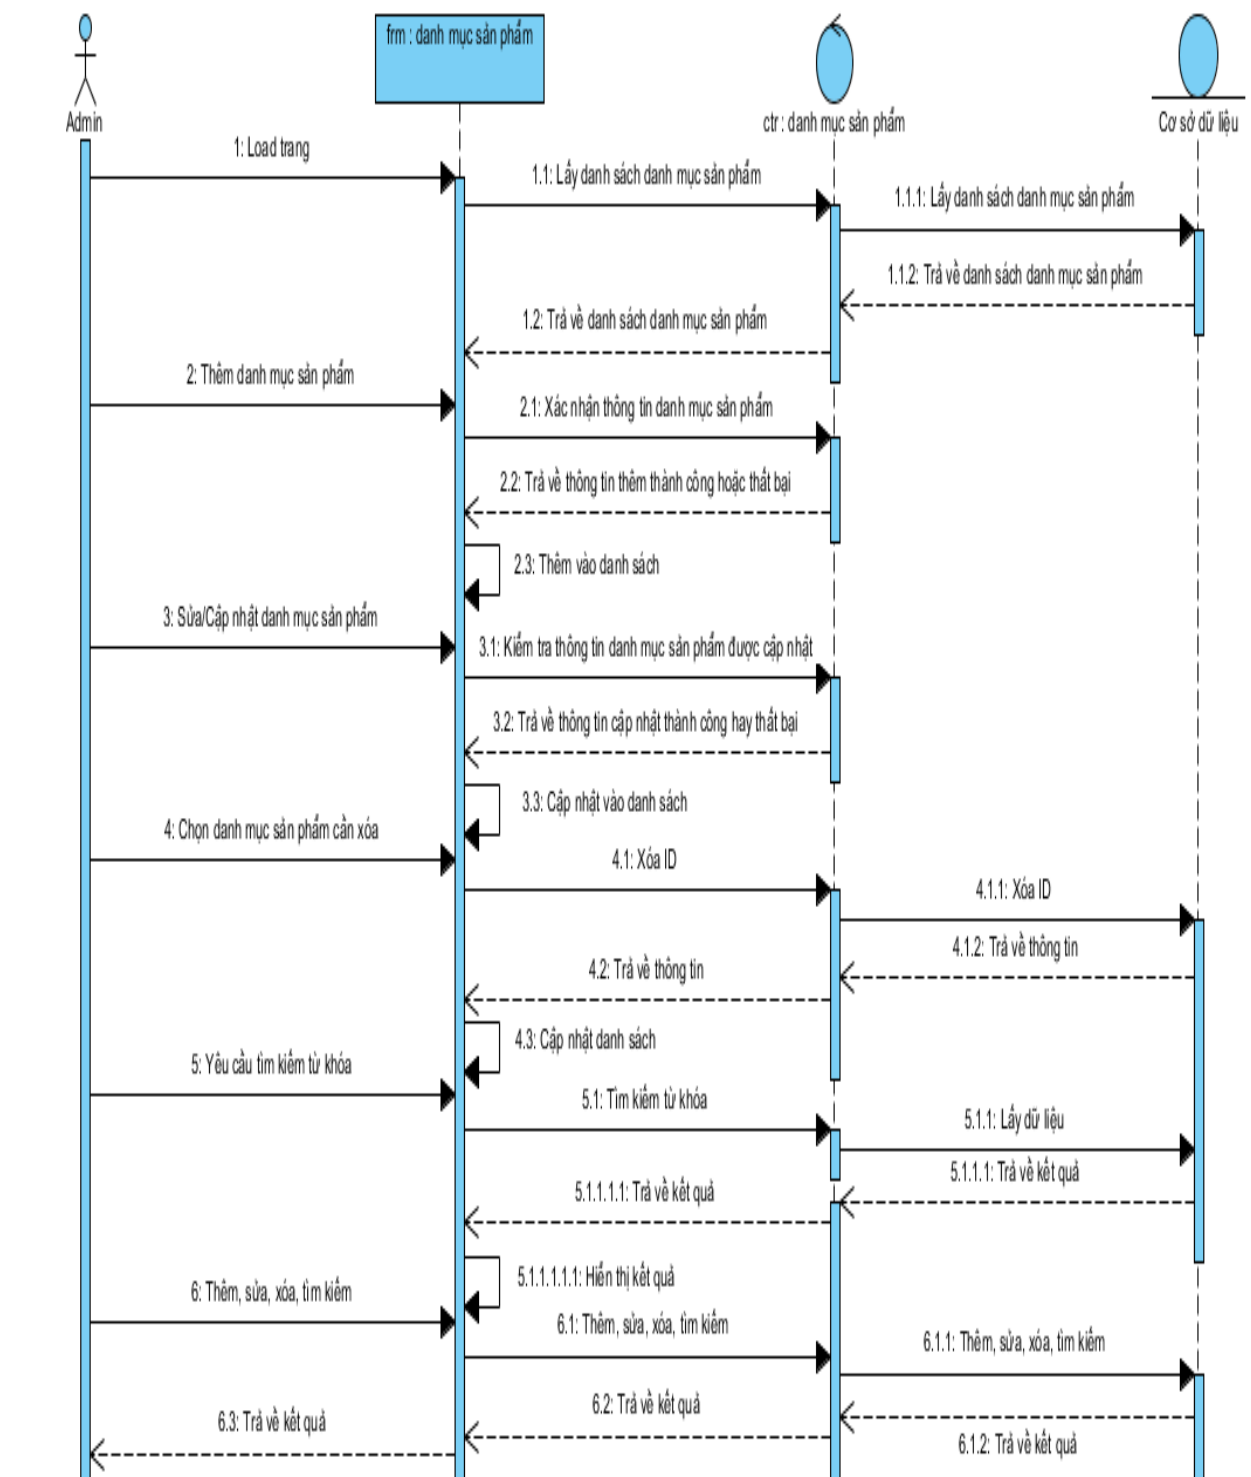 frm : danh mục sản phẩm
Admin
ctr : danh mục sản phẩm
Cơ sở dữ liệu
1: Load trang
1.1: Lấy danh sách danh mục sản phẩm
1.1.1: Lấy danh sách danh mục sản phẩm
1.1.2: Trả về danh sách danh mục sản phẩm
1.2: Trả về danh sách danh mục sản phẩm
2: Thêm danh mục sản phẩm
2.1: Xác nhận thông tin danh mục sản phẩm
2.2: Trả về thông tin thêm thành công hoặc thất bại
2.3: Thêm vào danh sách
3: Sửa/Cập nhật danh mục sản phẩm
3.1: Kiểm tra thông tin danh mục sản phẩm được cập nhật
3.2: Trả về thông tin cập nhật thành công hay thất bại
3.3: Cập nhật vào danh sách
4: Chọn danh mục sản phẩm cần xóa
4.1: Xóa ID
4.1.1: Xóa ID
4.1.2: Trả về thông tin
4.2: Trả về thông tin
4.3: Cập nhật danh sách
5: Yêu cầu tìm kiếm từ khóa
5.1: Tìm kiếm từ khóa
5.1.1: Lấy dữ liệu
5.1.1.1: Trả về kết quả
5.1.1.1.1: Trả về kết quả
5.1.1.1.1.1: Hiển thị kết quả
6: Thêm, sửa, xóa, tìm kiếm
6.1: Thêm, sửa, xóa, tìm kiếm
6.1.1: Thêm, sửa, xóa, tìm kiếm
6.2: Trả về kết quả
6.3: Trả về kết quả
6.1.2: Trả về kết quả